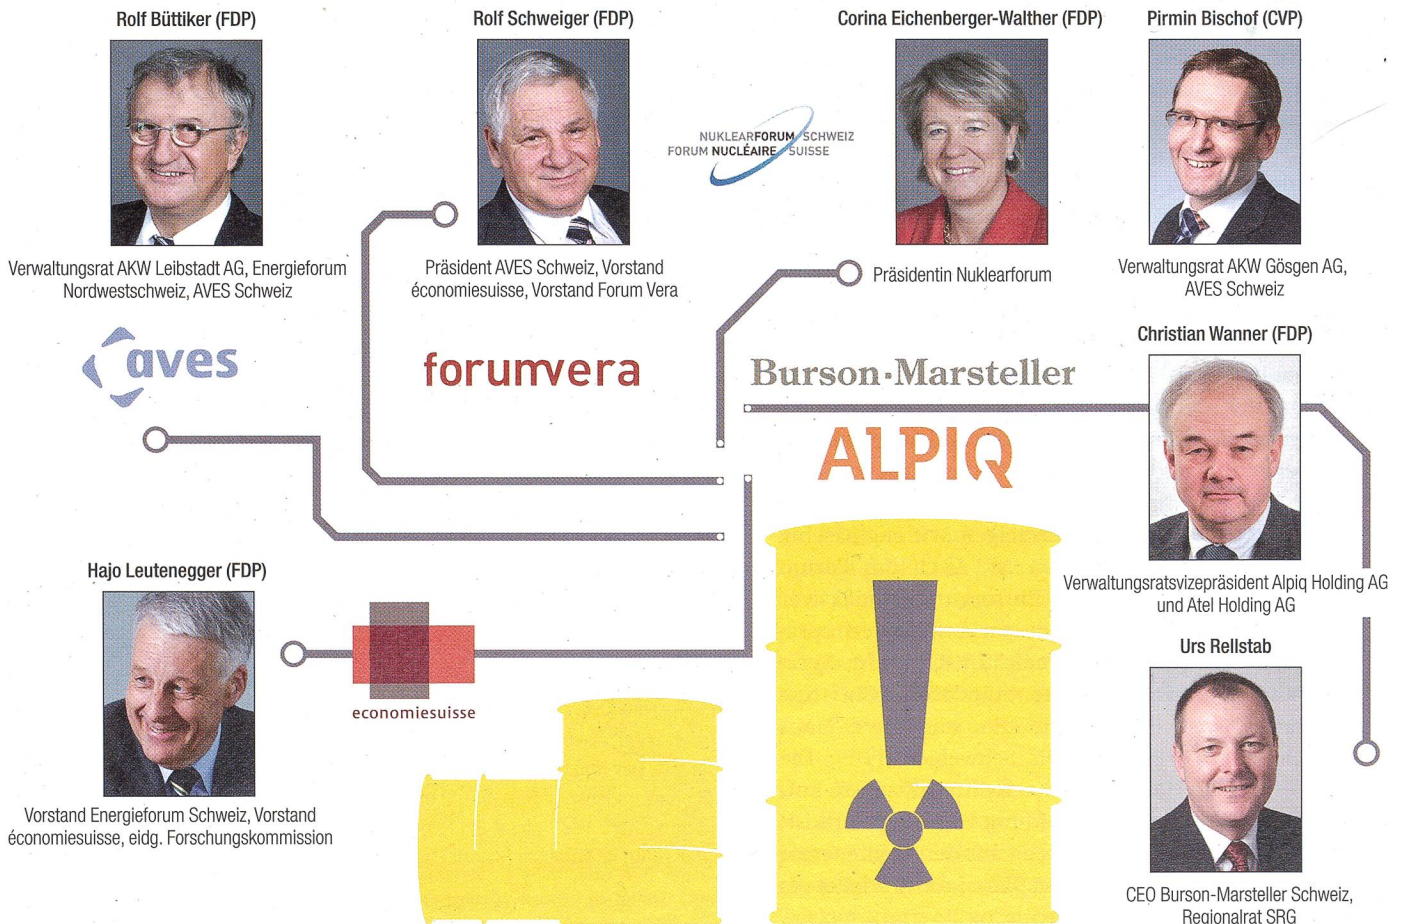 Rolf Büttiker (FDP)
Rolf Schweiger (FDP)
Corina Eichenberger-Walther (FDP)
Pirmin Bischof (CVP)
NUKLEARFORUM SCHWEIZ
FORUM NUCLÉAIRE SUISSE
Verwaltungsrat AKW Leibstadt AG, Energieforum
Nordwestschweiz, AVES Schweiz
Präsident AVES Schweiz, Vorstand
économiesuisse, Vorstand Forum Vera
Präsidentin Nuklearforum
Verwaltungsrat AKW Gösgen AG,
AVES Schweiz
aves
forumvera
Burson·Marsteller
ALPIQ
Christian Wanner (FDP)
Verwaltungsratsvizepräsident Alpiq Holding AG
und Atel Holding AG
Hajo Leutenegger (FDP)
economiesuisse
Vorstand Energieforum Schweiz, Vorstand
économiesuisse, eidg. Forschungskommission
Urs Rellstab
CEO Burson-Marsteller Schweiz,
Regionalrat SRG